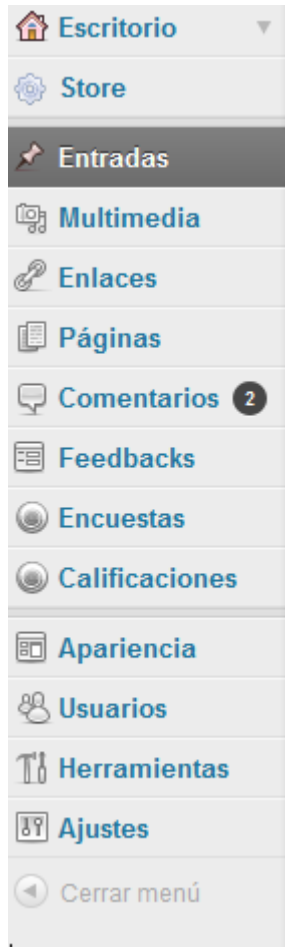 Escritorio
Store
Entradas
Multimedia
Enlaces
Páginas
Comentarios 2
Feedbacks
Encuestas
Calificaciones
Apariencia
Usuarios
Herramientas
Ajustes
Cerrar menú